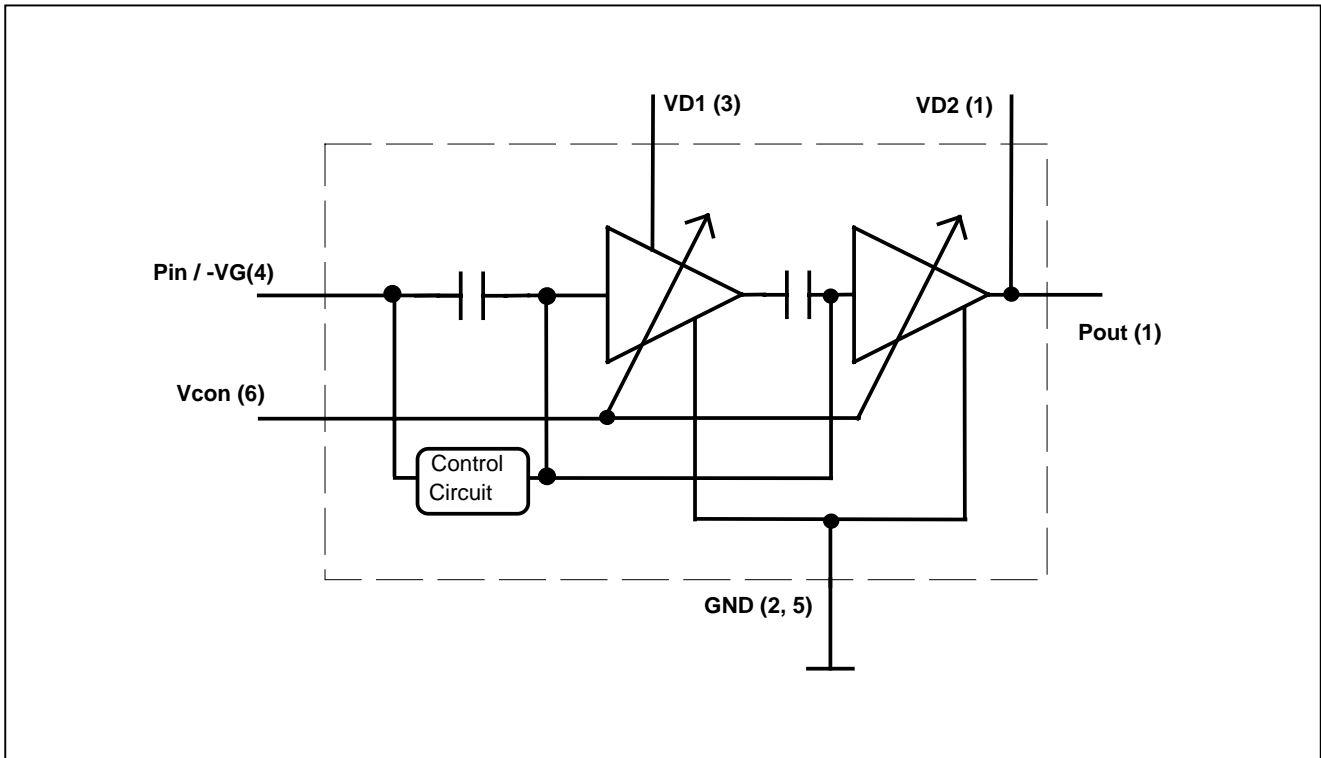 VD1 (3)
VD2 (1)
Pin / -VG(4)
Pout (1)
Vcon (6)
Control
Circuit
GND (2, 5)